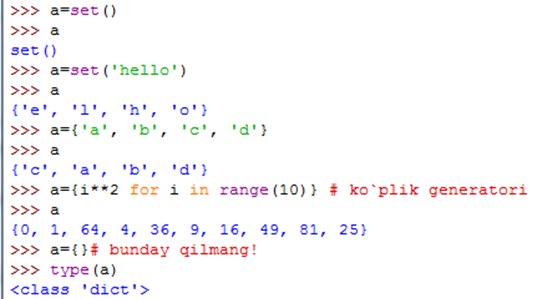 >>> a=set()
>>> a
set()
>>> a=set('hello')
>>> a
{'e', 'l', 'h', 'o'}
>>> a={'a', 'b', 'c', 'd'}
>>> a
{'c', 'a', 'b', 'd'}
>>> a={i**2 for i in range(10)} # ko`plik generatori
>>> a
{0, 1, 64, 4, 36, 9, 16, 49, 81, 25}
>>> a={}# bunday qilmang!
>>> type(a)
<class 'dict'>